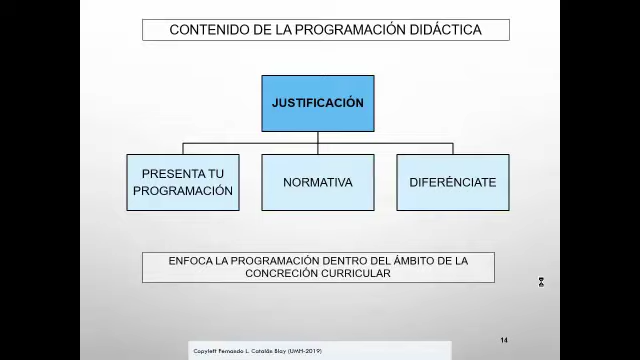 CONTENIDO DE LA PROGRAMACIÓN DIDÁCTICA
JUSTIFICACIÓN
PRESENTA TU
PROGRAMACIÓN
NORMATIVA
DIFERÉNCIATE
ENFOCA LA PROGRAMACIÓN DENTRO DEL ÁMBITO DE LA
CONCRECIÓN CURRICULAR
14
Copyleft Fernando L. Catalán Blay (UMH-2019)